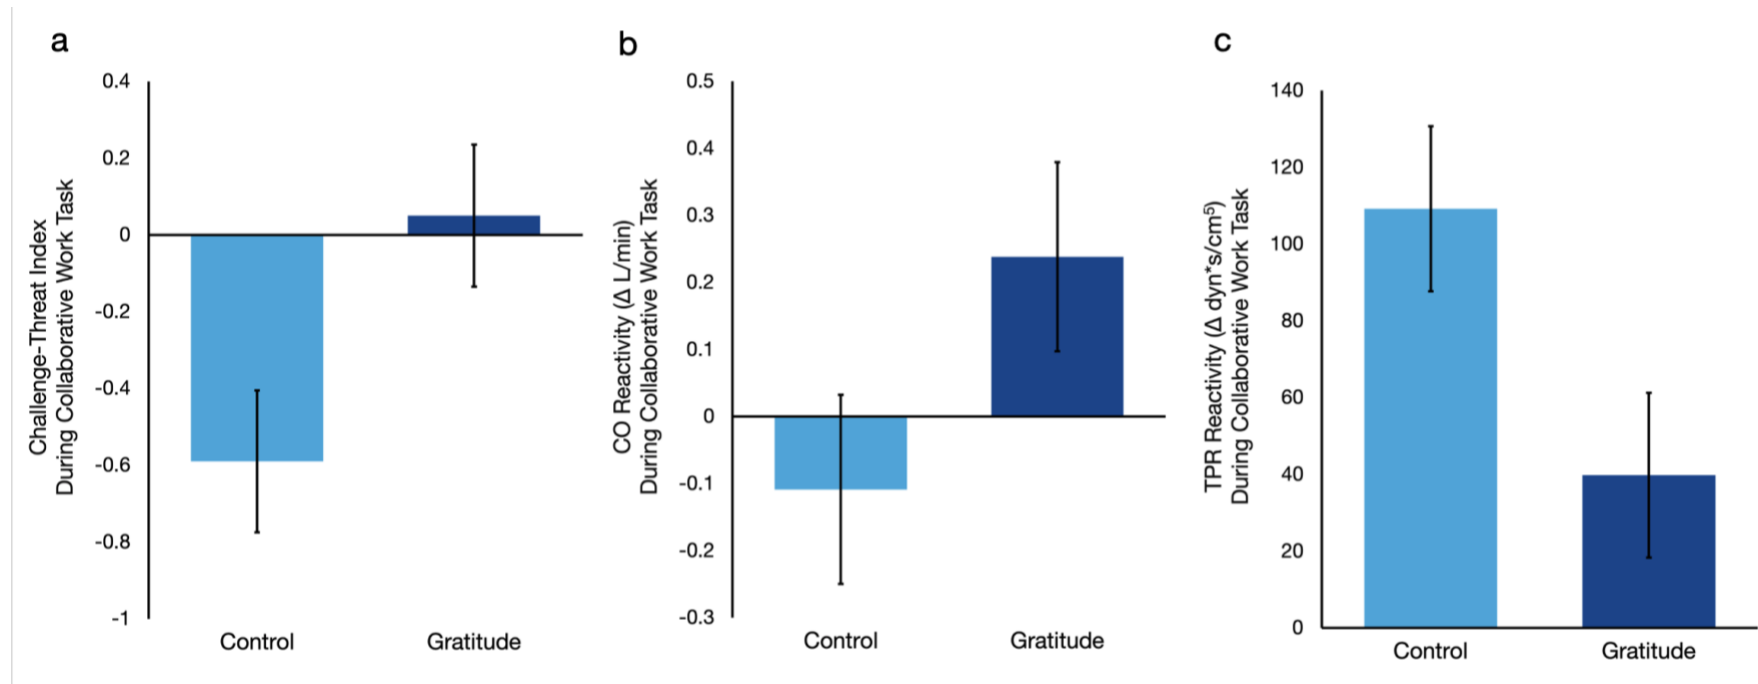 a
0.4
0.2
0
-0.2
-0.4
-0.6
-0.8
-1
Challenge-Threat Index
During Collaborative Work Task
Control
Gratitude
b
0.5
0.4
0.3
0.2
0.1
0
-0.1
-0.2
-0.3
CO Reactivity (Δ L/min)
During Collaborative Work Task
Control
Gratitude
c
140
120
100
80
60
40
20
0
TPR Reactivity (Δ dyn*s/cm⁵)
During Collaborative Work Task
Control
Gratitude